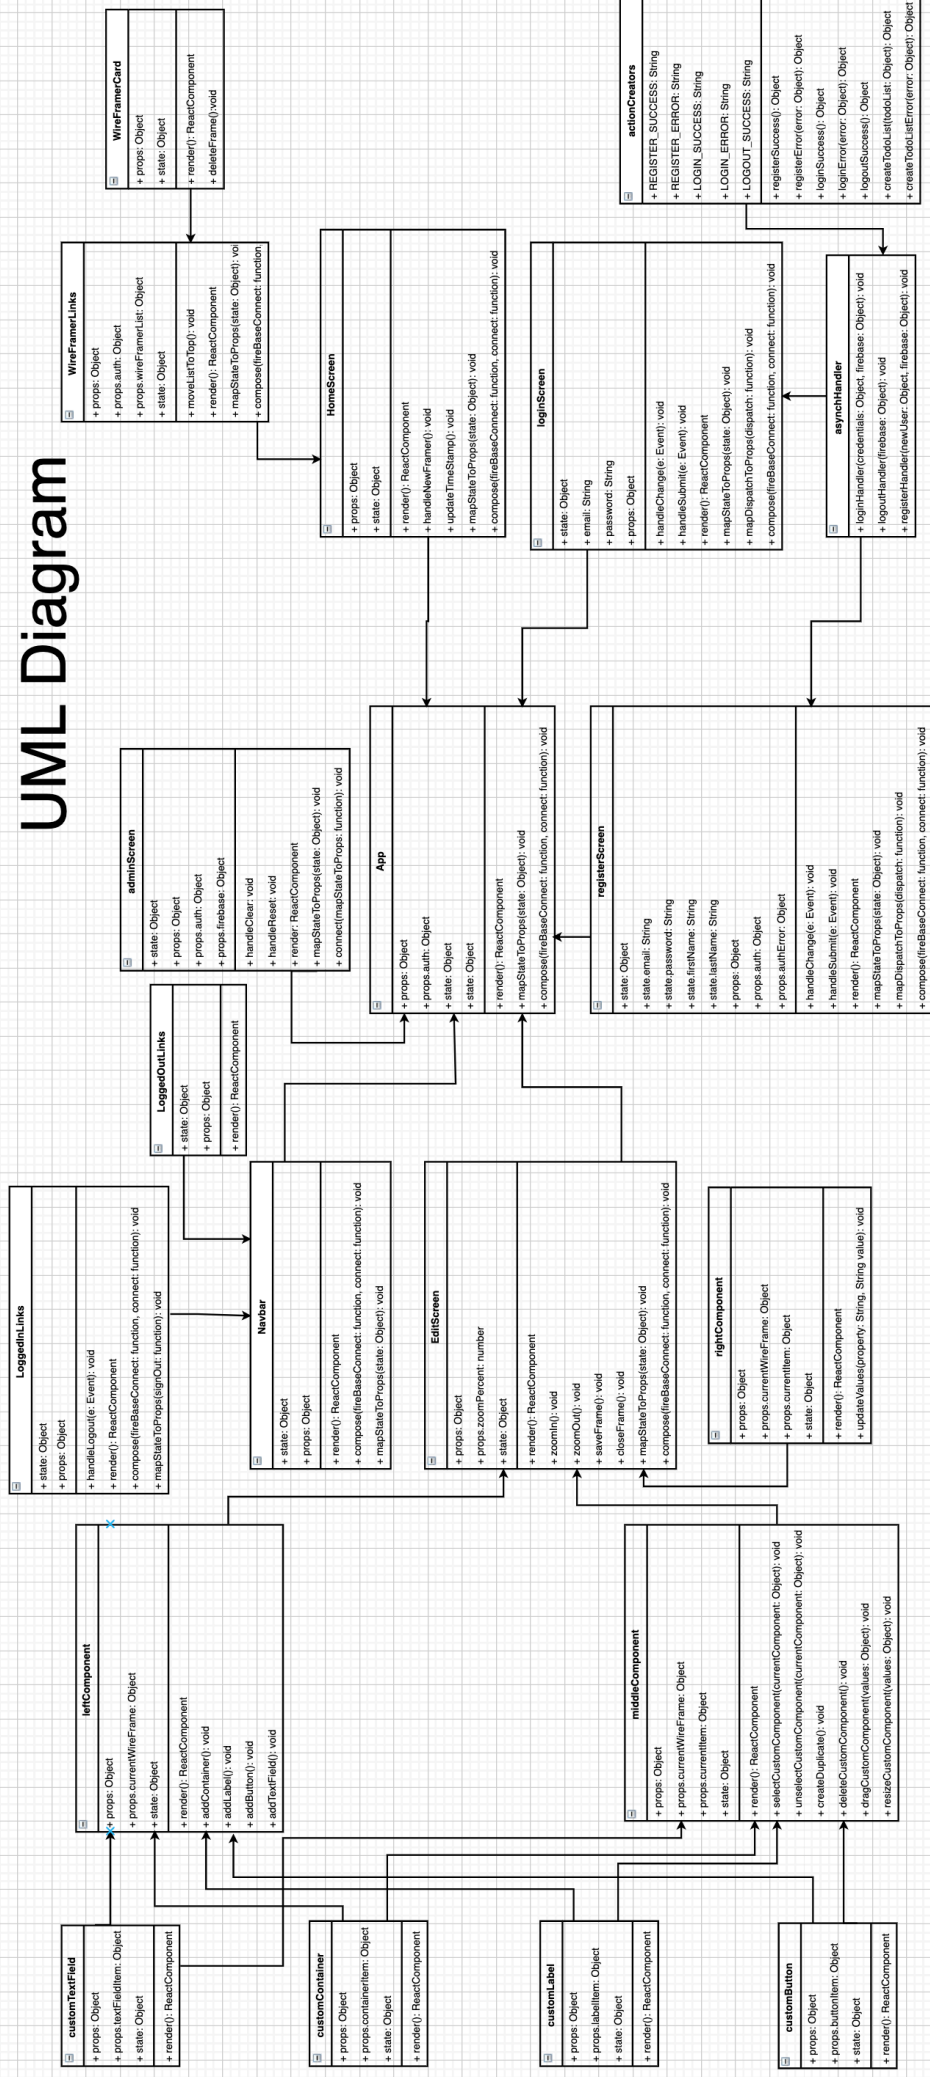 UML Diagram
customTextField
+ props: Object
+ props.textFieldItem: Object
+ state: Object
+ render(): ReactComponent
customContainer
+ props: Object
+ props.containerItem: Object
+ state: Object
+ render(): ReactComponent
customLabel
+ props: Object
+ props.labelItem: Object
+ state: Object
+ render(): ReactComponent
customButton
+ props: Object
+ props.buttonItem: Object
+ state: Object
+ render(): ReactComponent
leftComponent
+ props: Object
+ props.currentWireFrame: Object
+ state: Object
+ render(): ReactComponent
+ addContainer(): void
+ addLabel(): void
+ addButton(): void
+ addTextField(): void
middleComponent
+ props: Object
+ props.currentWireFrame: Object
+ props.currentItem: Object
+ state: Object
+ render(): ReactComponent
+ selectCustomComponent(currentComponent: Object): void
+ unselectCustomComponent(currentComponent: Object): void
+ createDuplicate(): void
+ deleteCustomComponent(): void
+ dragCustomComponent(values: Object): void
+ resizeCustomComponent(values: Object): void
LoggedInLinks
+ state: Object
+ props: Object
+ handleLogout(e: Event): void
+ render(): ReactComponent
+ compose(fireBaseConnect: function, connect: function): void
+ mapStateToProps(signOut: function): void
LoggedOutLinks
+ state: Object
+ props: Object
+ render(): ReactComponent
Navbar
+ state: Object
+ props: Object
+ render(): ReactComponent
+ compose(fireBaseConnect: function, connect: function): void
+ mapStateToProps(state: Object): void
EditScreen
+ props: Object
+ props.zoomPercent: number
+ state: Object
+ render(): ReactComponent
+ zoomIn(): void
+ zoomOut(): void
+ saveFrame(): void
+ closeFrame(): void
+ mapStateToProps(state: Object): void
+ compose(fireBaseConnect: function, connect: function): void
rightComponent
+ props: Object
+ props.currentWireFrame: Object
+ props.currentItem: Object
+ state: Object
+ render(): ReactComponent
+ updateValues(property: String, String value): void
adminScreen
+ state: Object
+ props: Object
+ props.auth: Object
+ props.firebase: Object
+ handleClear: void
+ handleReset: void
+ render: ReactComponent
+ mapStateToProps(state: Object): void
+ connect(mapStateToProps: function): void
App
+ props: Object
+ props.auth: Object
+ state: Object
+ state: Object
+ render(): ReactComponent
+ mapStateToProps(state: Object): void
+ compose(fireBaseConnect: function, connect: function): void
registerScreen
+ state: Object
+ state.email: String
+ state.password: String
+ state.firstName: String
+ state.lastName: String
+ props: Object
+ props.auth: Object
+ props.authError: Object
+ handleChange(e: Event): void
+ handleSubmit(e: Event): void
+ render(): ReactComponent
+ mapStateToProps(state: Object): void
+ mapDispatchToProps(dispatch: function): void
+ compose(fireBaseConnect: function, connect: function): void
WireFramerLinks
+ props: Object
+ props.auth: Object
+ props.wireFramerList: Object
+ state: Object
+ moveListToTop(): void
+ render(): ReactComponent
+ mapStateToProps(state: Object): voi
+ compose(fireBaseConnect: function,
WireFramerCard
+ props: Object
+ state: Object
+ render(): ReactComponent
+ deleteFrame():void
HomeScreen
+ props: Object
+ state: Object
+ render(): ReactComponent
+ handleNewFramer(): void
+ updateTimeStamp(): void
+ mapStateToProps(state: Object): void
+ compose(fireBaseConnect: function, connect: function): void
loginScreen
+ state: Object
+ email: String
+ password: String
+ props: Object
+ handleChange(e: Event): void
+ handleSubmit(e: Event): void
+ render(): ReactComponent
+ mapStateToProps(state: Object): void
+ mapDispatchToProps(dispatch: function): void
+ compose(fireBaseConnect: function, connect: function): void
asynchHandler
+ loginHandler(credentials: Object, firebase: Object): void
+ logoutHandler(firebase: Object): void
+ registerHandler(newUser: Object, firebase: Object): void
actionCreators
+ REGISTER_SUCCESS: String
+ REGISTER_ERROR: String
+ LOGIN_SUCCESS: String
+ LOGIN_ERROR: String
+ LOGOUT_SUCCESS: String
+ registerSuccess(): Object
+ registerError(error: Object): Object
+ loginSuccess(): Object
+ loginError(error: Object): Object
+ logoutSuccess(): Object
+ createTodoList(todoList: Object): Object
+ createTodoListError(error: Object): Object